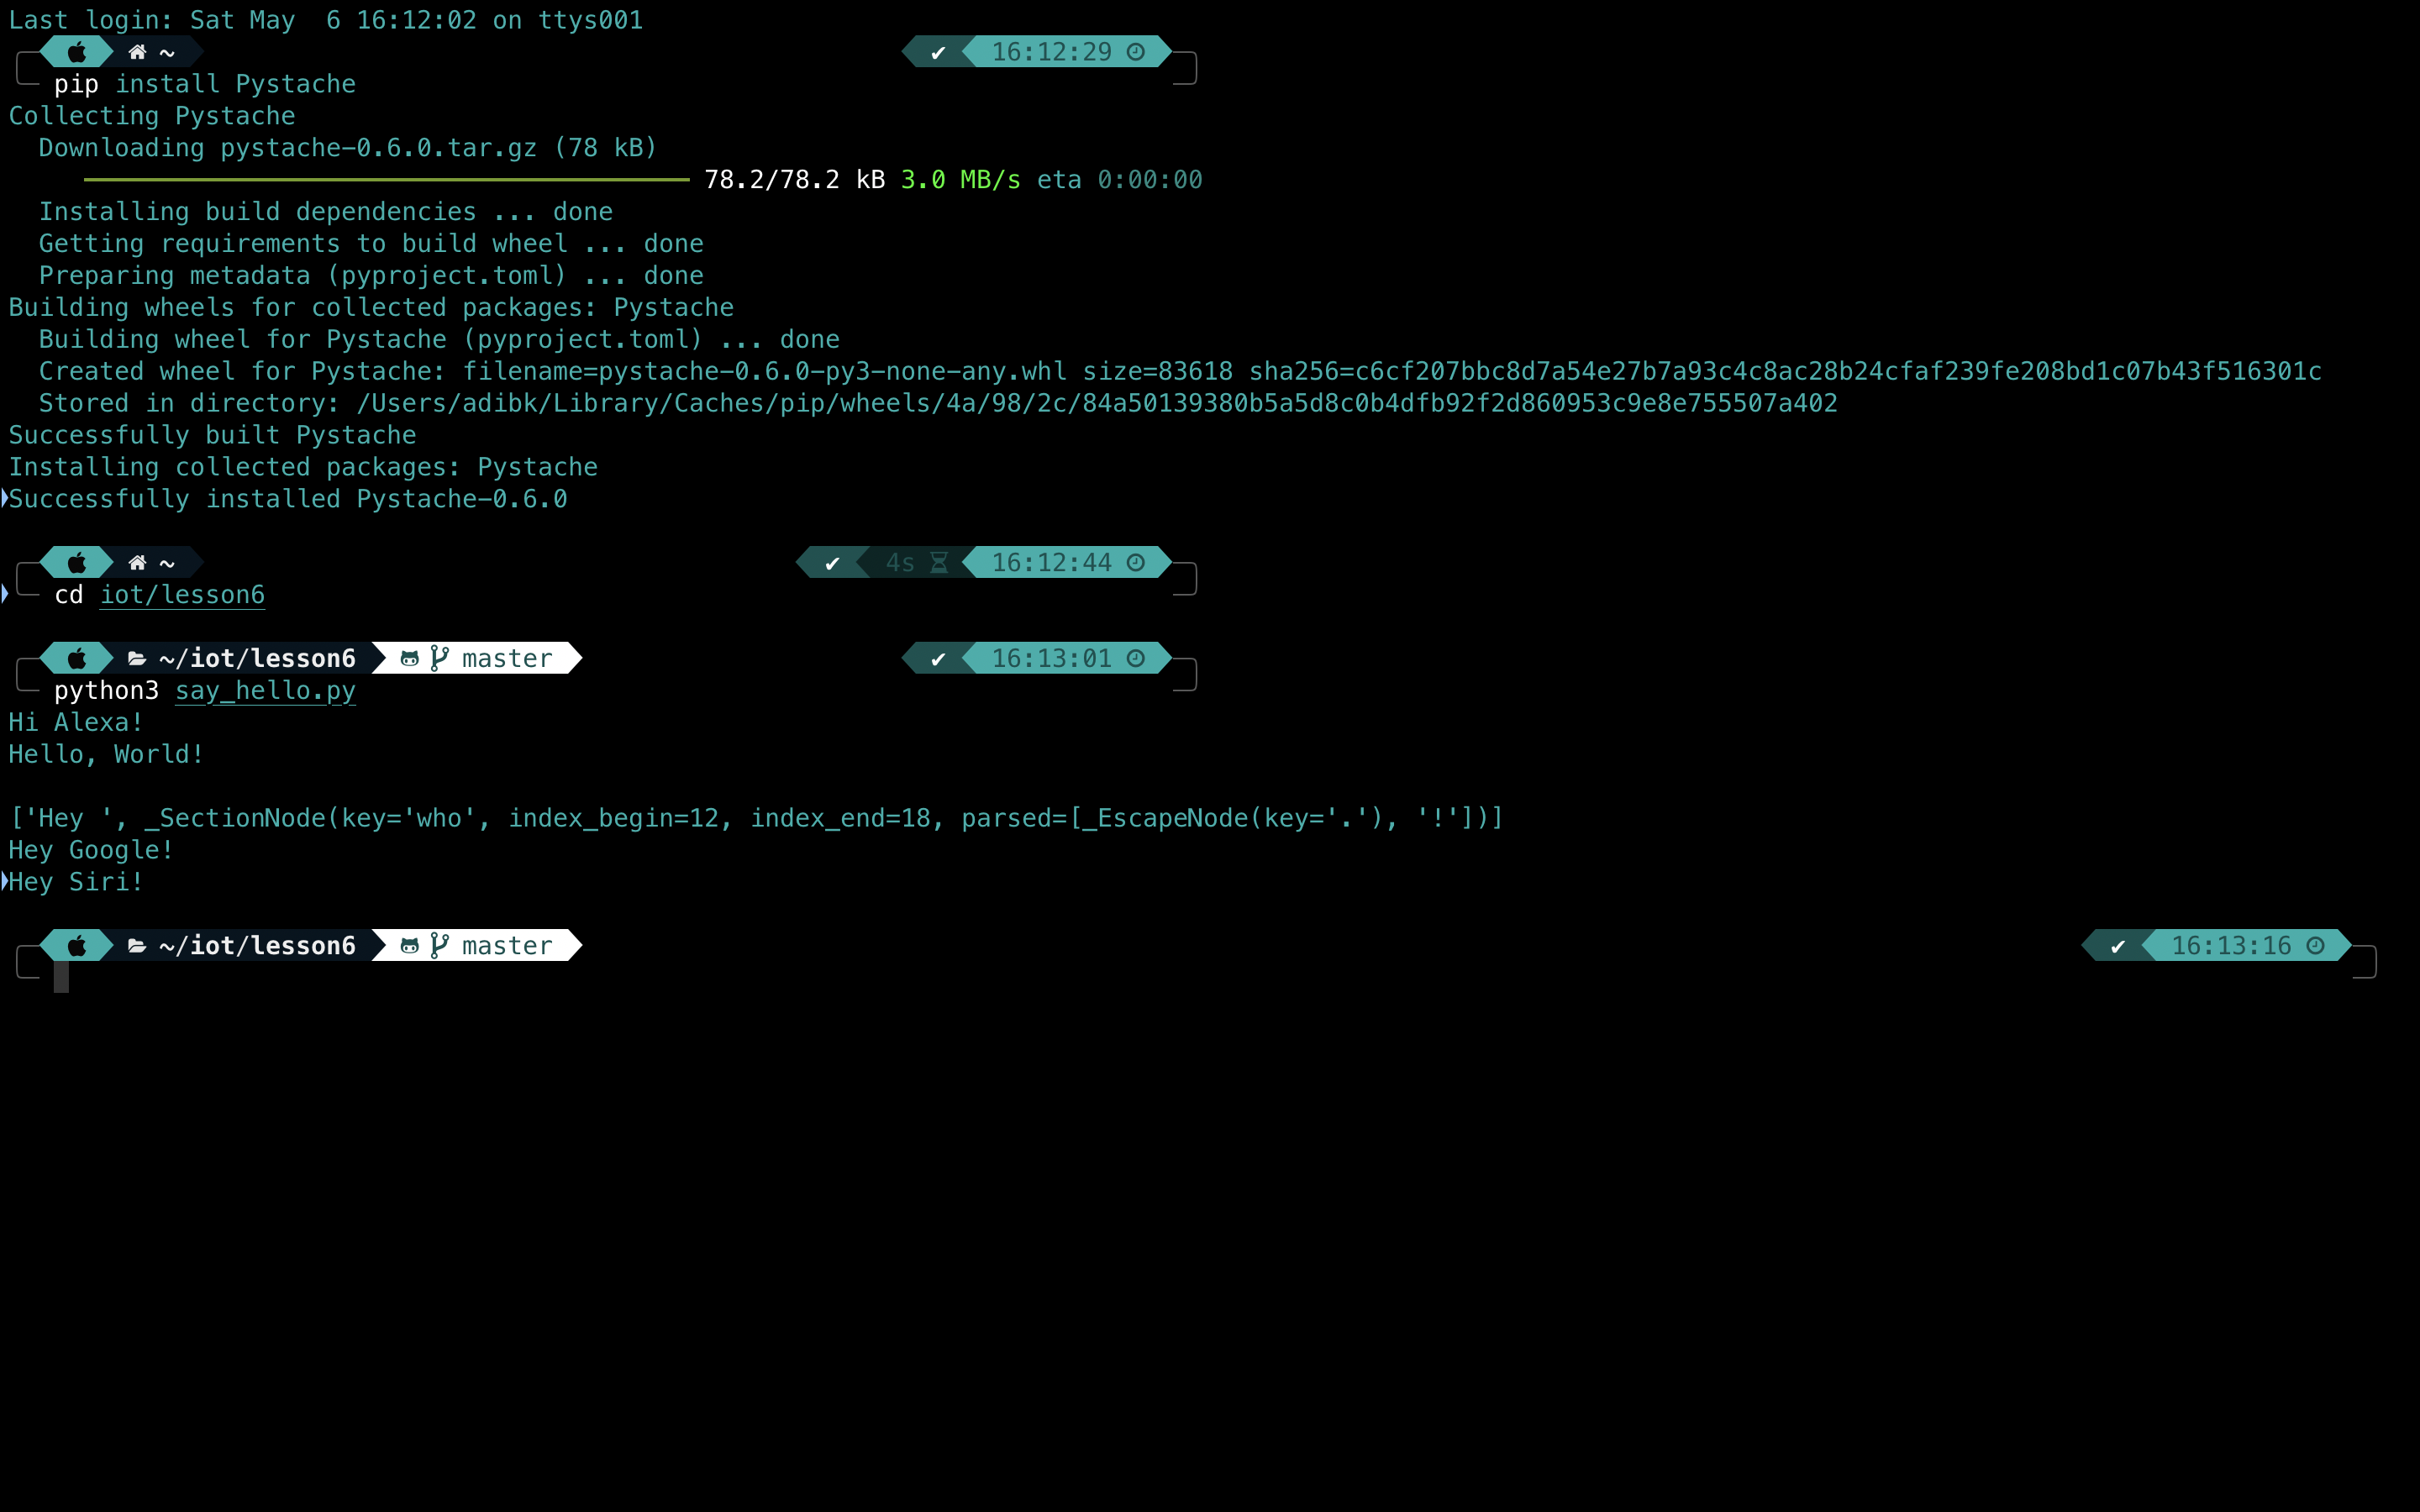 Last login: Sat May  6 16:12:02 on ttys001
~ ✔ 16:12:29
pip install Pystache
Collecting Pystache
  Downloading pystache-0.6.0.tar.gz (78 kB)
78.2/78.2 kB 3.0 MB/s eta 0:00:00
  Installing build dependencies ... done
  Getting requirements to build wheel ... done
  Preparing metadata (pyproject.toml) ... done
Building wheels for collected packages: Pystache
  Building wheel for Pystache (pyproject.toml) ... done
  Created wheel for Pystache: filename=pystache-0.6.0-py3-none-any.whl size=83618 sha256=c6cf207bbc8d7a54e27b7a93c4c8ac28b24cfaf239fe208bd1c07b43f516301c
  Stored in directory: /Users/adibk/Library/Caches/pip/wheels/4a/98/2c/84a50139380b5a5d8c0b4dfb92f2d860953c9e8e755507a402
Successfully built Pystache
Installing collected packages: Pystache
Successfully installed Pystache-0.6.0
~ ✔ 4s 16:12:44
cd iot/lesson6
~/iot/lesson6 master ✔ 16:13:01
python3 say_hello.py
Hi Alexa!
Hello, World!
['Hey ', _SectionNode(key='who', index_begin=12, index_end=18, parsed=[_EscapeNode(key='.'), '!'])]
Hey Google!
Hey Siri!
~/iot/lesson6 master ✔ 16:13:16